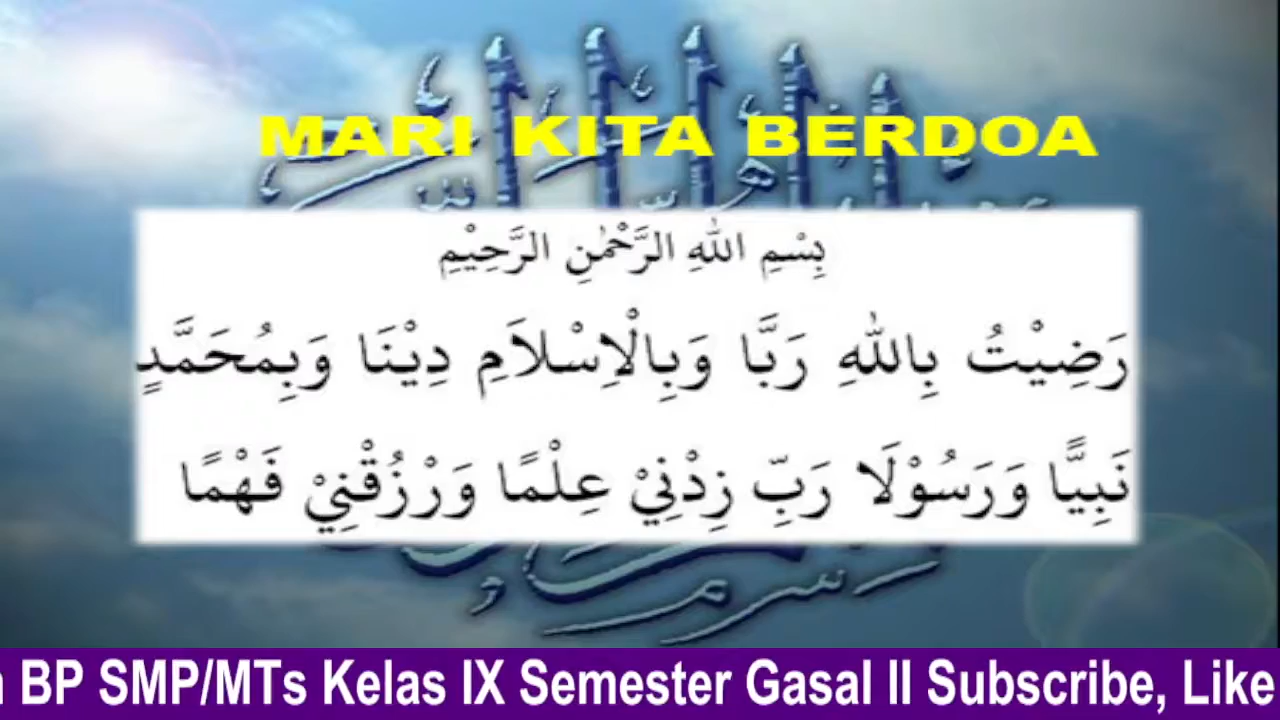 MARI KITA BERDOA
بِسْمِ اللهِ الرَّحْمٰنِ الرَّحِيْمِ
رَضِيْتُ بِاللهِ رَبَّا وَبِالْاِسْلَامِ دِيْنَا وَبِمُحَمَّدٍ
نَبِيًّا وَرَسُوْلَا رَبِّ زِدْنِيْ عِلْمًا وَرْزُقْنِيْ فَهْمًا
BP SMP/MTs Kelas IX Semester Gasal II Subscribe, Like